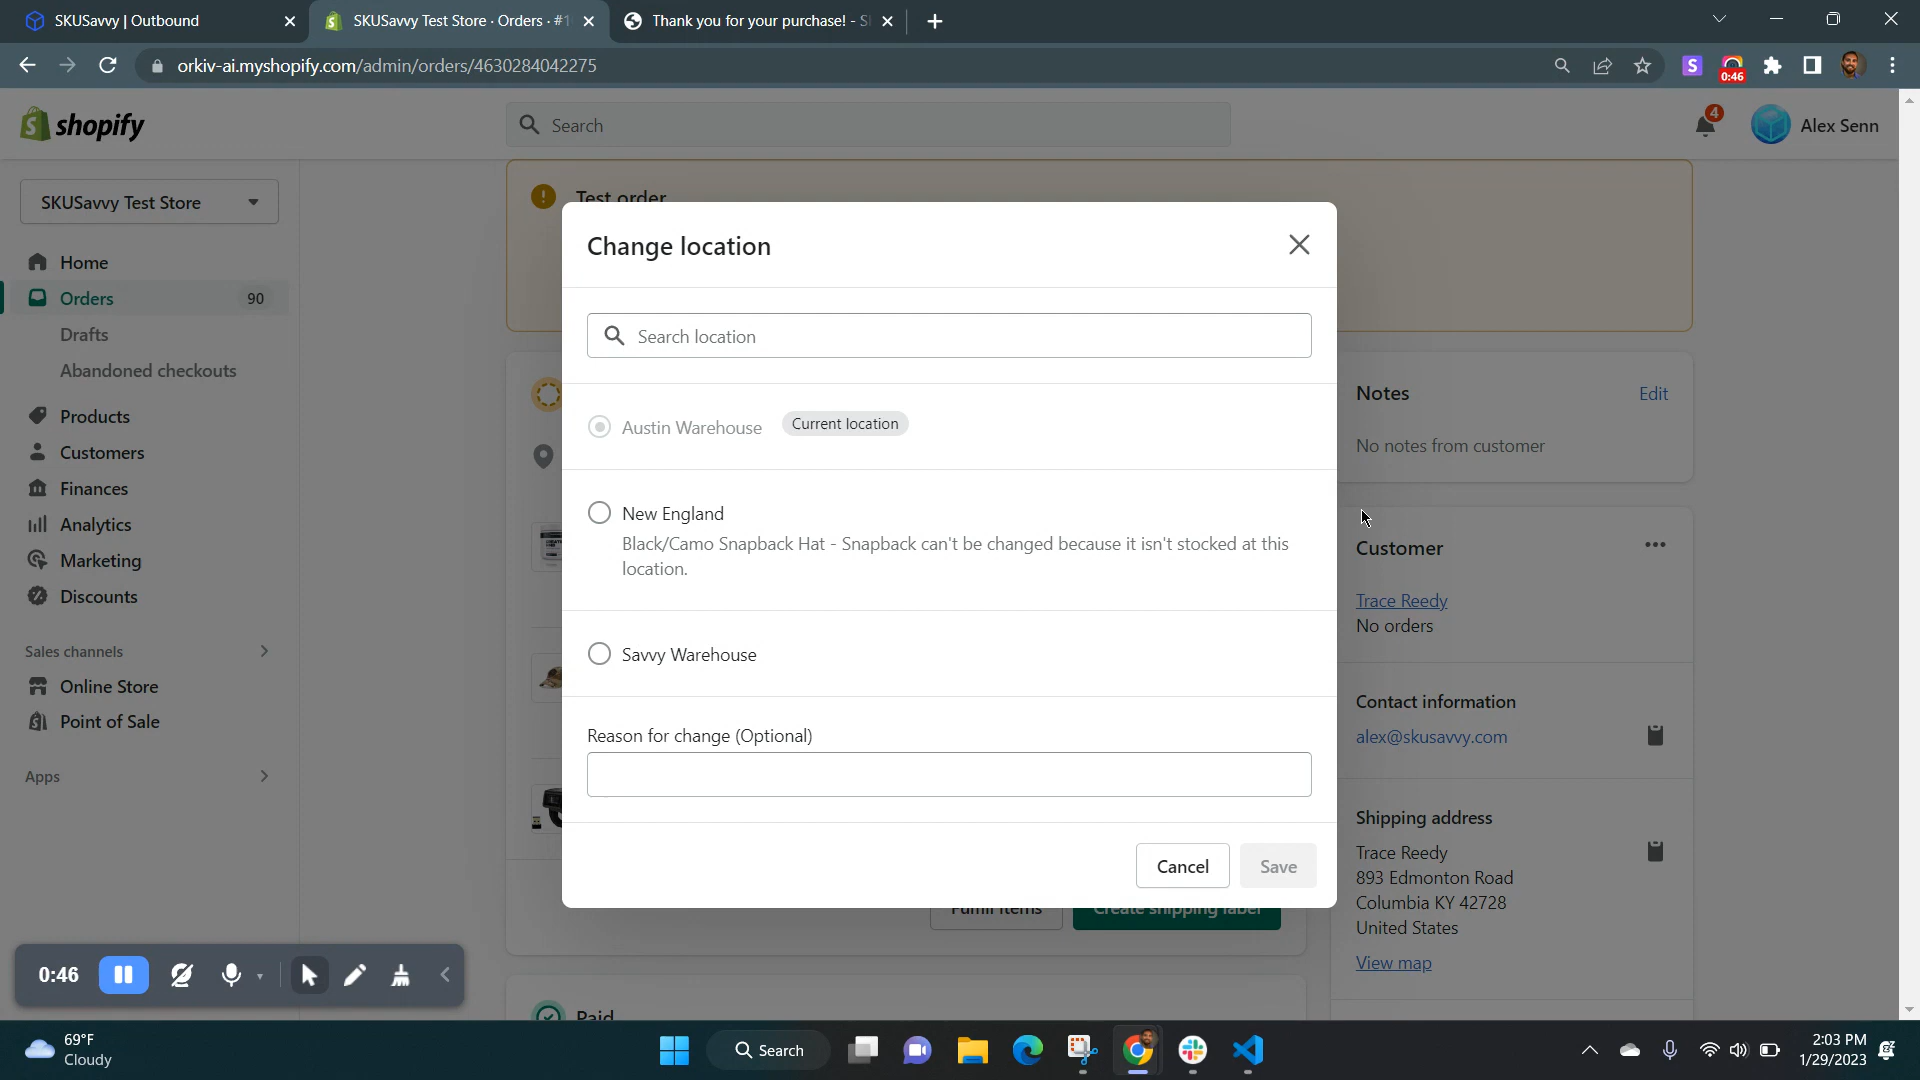 SKUSavvy | Outbound
SKUSavvy Test Store · Orders · #1
Thank you for your purchase! - S
orkiv-ai.myshopify.com/admin/orders/4630284042275
S
0:46
shopify
Search
4
Alex Senn
SKUSavvy Test Store
Home
Orders 90
Drafts
Abandoned checkouts
Products
Customers
Finances
Analytics
Marketing
Discounts
Sales channels
Online Store
Point of Sale
Apps
Test order
Change location
Search location
Austin Warehouse Current location
New England
Black/Camo Snapback Hat - Snapback can't be changed because it isn't stocked at this
location.
Savvy Warehouse
Reason for change (Optional)
Cancel Save
Fulfill items Create shipping label
Paid
Notes Edit
No notes from customer
Customer
Trace Reedy
No orders
Contact information
alex@skusavvy.com
Shipping address
Trace Reedy
893 Edmonton Road
Columbia KY 42728
United States
View map
0:46
69°F
Cloudy
Search
2:03 PM
1/29/2023